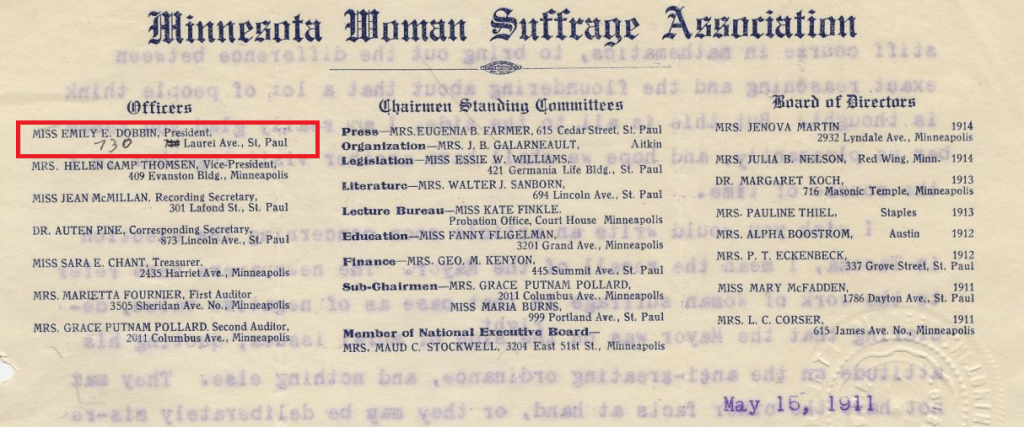 Minnesota Woman Suffrage Association
Officers
MISS EMILY E. DOBBIN, President,
730 Laurel Ave., St. Paul
MRS. HELEN CAMP THOMSEN, Vice-President,
409 Evanston Bldg., Minneapolis
MISS JEAN McMILLAN, Recording Secretary,
301 Lafond St., St. Paul
DR. AUTEN PINE, Corresponding Secretary,
873 Lincoln Ave., St. Paul
MISS SARA E. CHANT, Treasurer.
2435 Harriet Ave., Minneapolis
MRS. MARIETTA FOURNIER, First Auditor
3505 Sheridan Ave. No., Minneapolis
MRS. GRACE PUTNAM POLLARD, Second Auditor,
2011 Columbus Ave., Minneapolis
Chairmen Standing Committees
Press—MRS. EUGENIA B. FARMER, 615 Cedar Street, St. Paul
Organization—MRS. J. B. GALARNEAULT, Aitkin
Legislation—MISS ESSIE W. WILLIAMS,
421 Germania Life Bldg., St. Paul
Literature—MRS. WALTER J. SANBORN,
694 Lincoln Ave., St. Paul
Lecture Bureau—MISS KATE FINKLE,
Probation Office, Court House Minneapolis
Education—MISS FANNY FLIGELMAN,
3201 Grand Ave., Minneapolis
Finance—MRS. GEO. M. KENYON,
445 Summit Ave., St. Paul
Sub-Chairmen—MRS. GRACE PUTNAM POLLARD,
2011 Columbus Ave., Minneapolis
MISS MARIA BURNS,
999 Portland Ave., St. Paul
Member of National Executive Board—
MRS. MAUD C. STOCKWELL, 3204 East 51st St., Minneapolis
Board of Directors
MRS. JENOVA MARTIN 1914
2932 Lyndale Ave., Minneapolis
MRS. JULIA B. NELSON, Red Wing, Minn. 1914
DR. MARGARET KOCH, 1913
716 Masonic Temple, Minneapolis
MRS. PAULINE THIEL, Staples 1913
MRS. ALPHA BOOSTROM, Austin 1912
MRS. P. T. ECKENBECK, 1912
337 Grove Street, St. Paul
MISS MARY McFADDEN, 1911
1786 Dayton Ave., St. Paul
MRS. L. C. CORSER, 1911
615 James Ave. No., Minneapolis
May 15, 1911